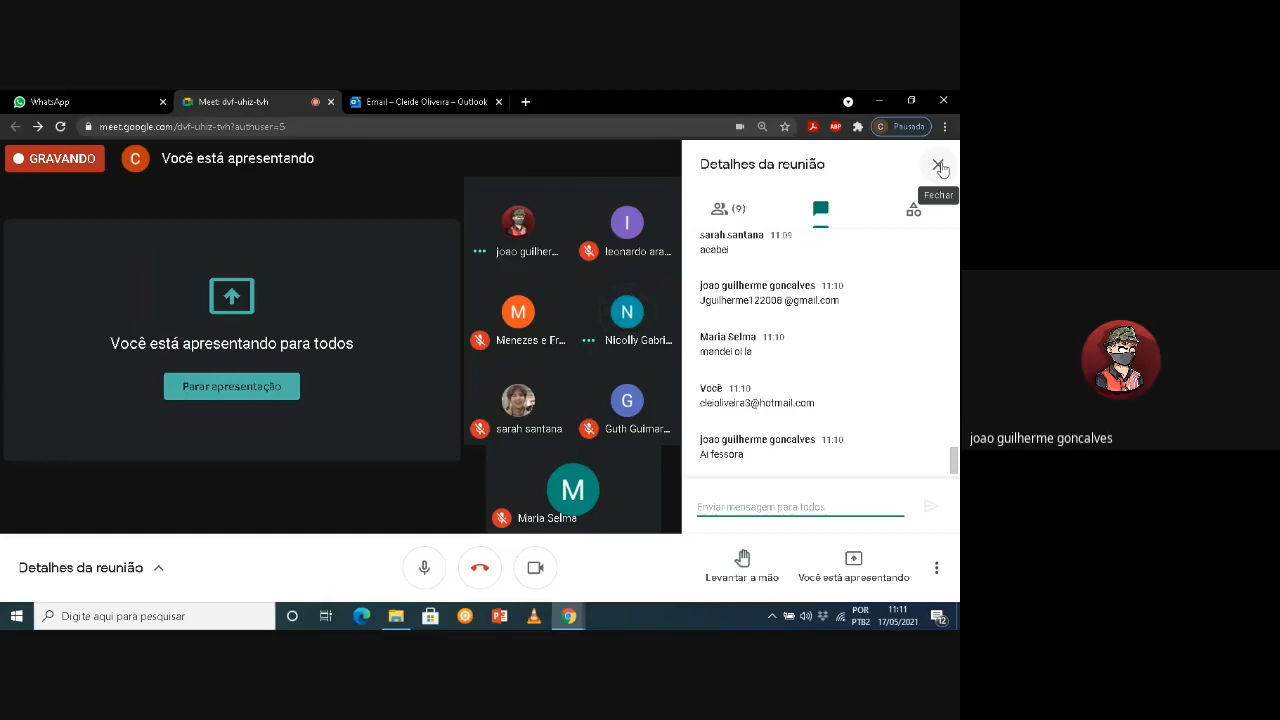 WhatsApp
Meet: dvf-uhiz-tvh
Email – Cleide Oliveira – Outlook
meet.google.com/dvf-uhiz-tvh?authuser=5
C
Pausada
GRAVANDO
C
Você está apresentando
Você está apresentando para todos
Parar apresentação
joao guilher...
I
leonardo ara...
M
Menezes e Fr...
N
Nicolly Gabri...
sarah santana
G
Guth Guimar...
M
Maria Selma
Detalhes da reunião
Fechar
(9)
sarah santana 11:09
acabei
joao guilherme goncalves 11:10
Jguilherme122008 @gmail.com
Maria Selma 11:10
mandei oi la
Você 11:10
cleioliveira3@hotmail.com
joao guilherme goncalves 11:10
Ai fessora
Enviar mensagem para todos
Detalhes da reunião
Levantar a mão
Você está apresentando
Digite aqui para pesquisar
POR
PTB2
11:11
17/05/2021
12
joao guilherme goncalves